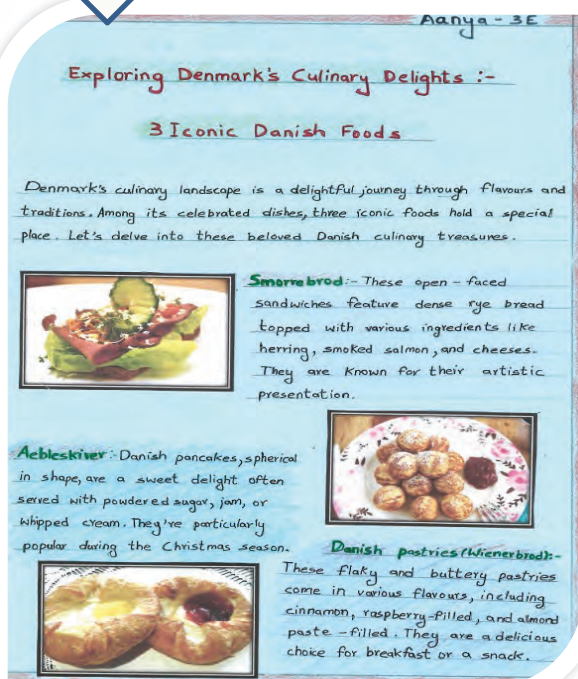 Aanya - 3E
Exploring Denmark's Culinary Delights :-
3 Iconic Danish Foods
Denmark's culinary landscape is a delightful journey through flavours and
traditions. Among its celebrated dishes, three iconic foods hold a special
place. Let's delve into these beloved Danish culinary treasures.
Smorrebrod:- These open - faced
sandwiches feature dense rye bread
topped with various ingredients like
herring, smoked salmon, and cheeses.
They are known for their artistic
presentation.
Aebleskiver:- Danish pancakes, spherical
in shape, are a sweet delight often
served with powdered sugar, jam, or
whipped cream. They're particularly
popular during the Christmas season.
Danish pastries (Wienerbrod):-
These flaky and buttery pastries
come in various flavours, including
cinnamon, raspberry-filled, and almond
paste - filled. They are a delicious
choice for breakfast or a snack.